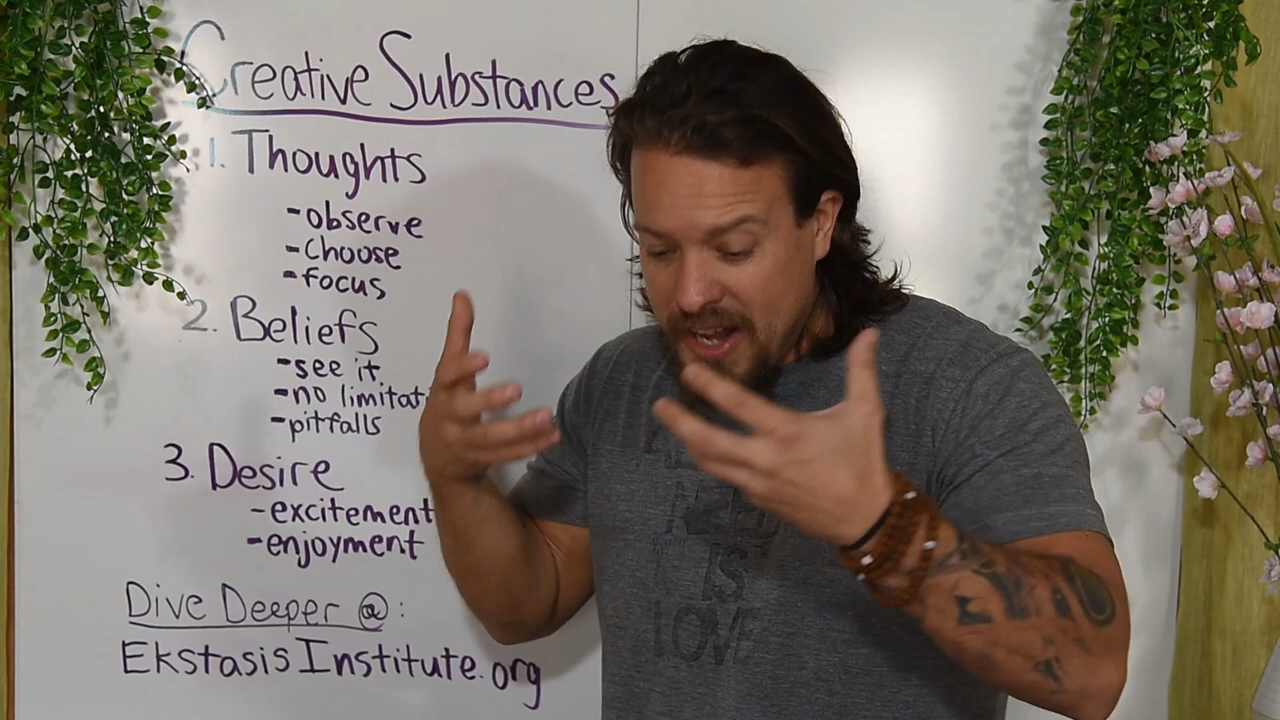 Creative Substances
1. Thoughts
-observe
-Choose
-focus
2. Beliefs
-see it
-no limitat
-pitfalls
3. Desire
-excitement
-enjoyment
Dive Deeper @:
EkstasisInstitute.org
NEED
IS
LOVE